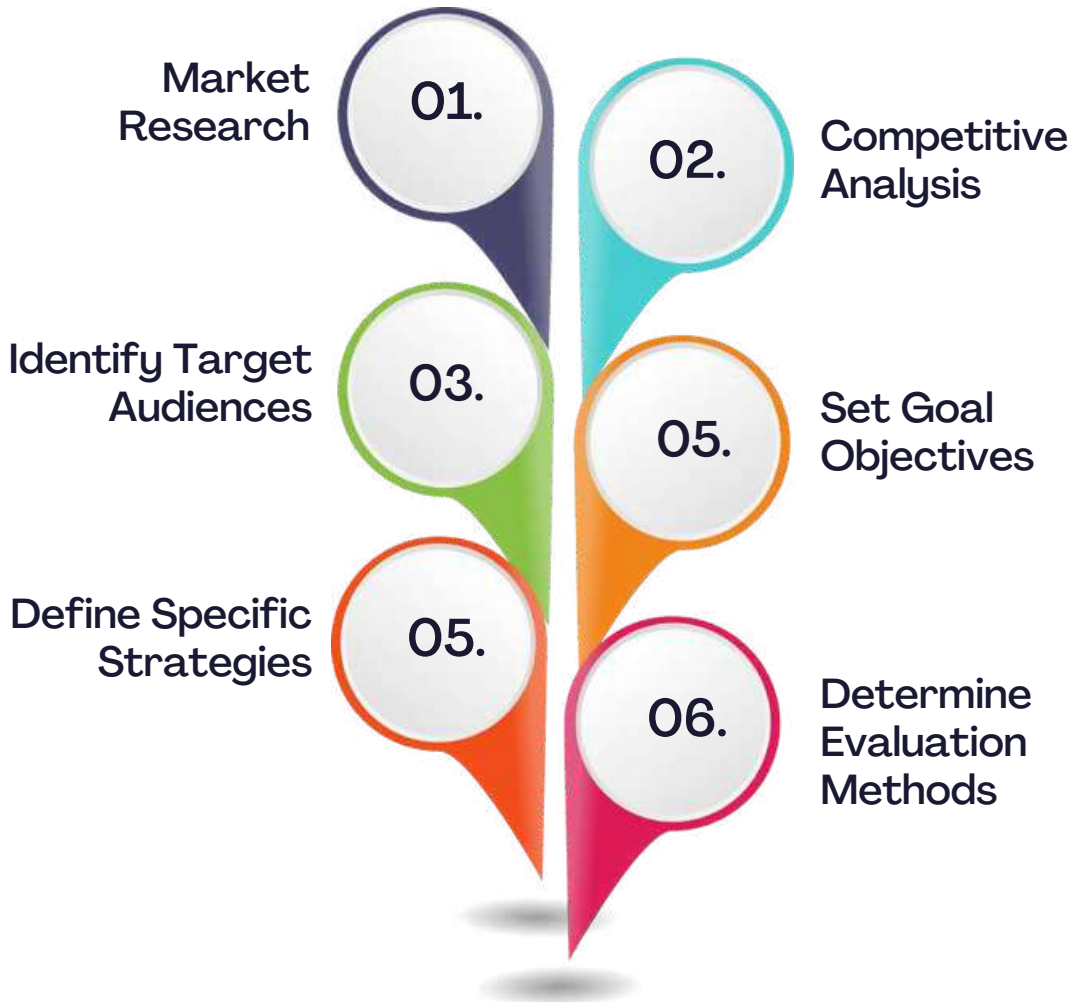 01.
Market
Research
02.
Competitive
Analysis
03.
Identify Target
Audiences
05.
Set Goal
Objectives
05.
Define Specific
Strategies
06.
Determine
Evaluation
Methods